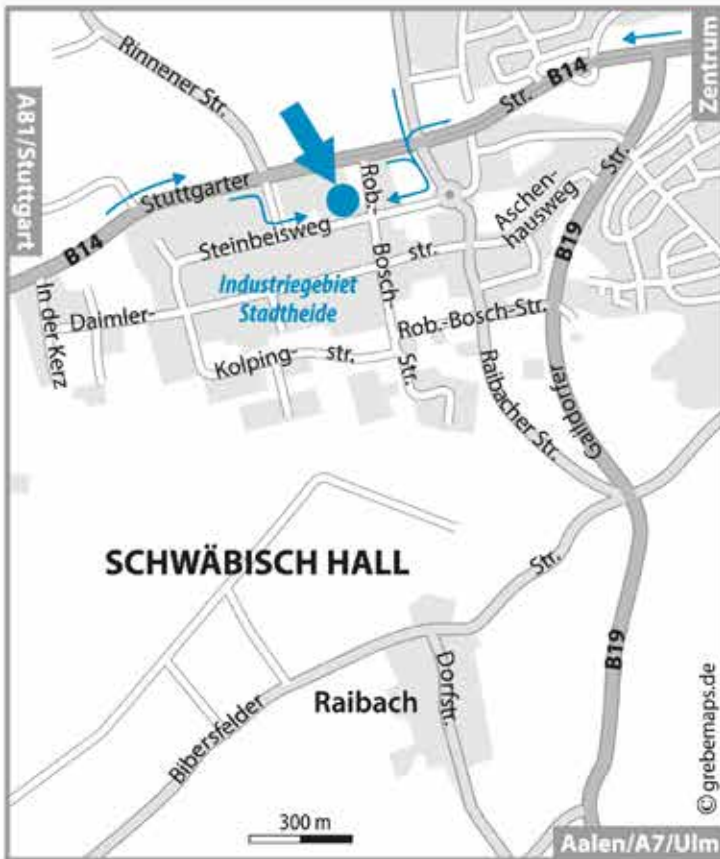 Rinnener Str.
Zentrum
A81/Stuttgart
Str.
B14
Stuttgarter
B14
Steinbeisweg
Rob.-
Bosch-
Str.
Aschen-
hausweg
Str.
B19
Gaildorfer
In der Kerz
Daimler-
str.
Industriegebiet
Stadtheide
Rob.-Bosch-Str.
Kolping-
str.
Raibacher Str.
SCHWÄBISCH HALL
Str.
Bibersfelder
Raibach
Dorfstr.
B19
300 m
© grebemaps.de
Aalen/A7/Ulm